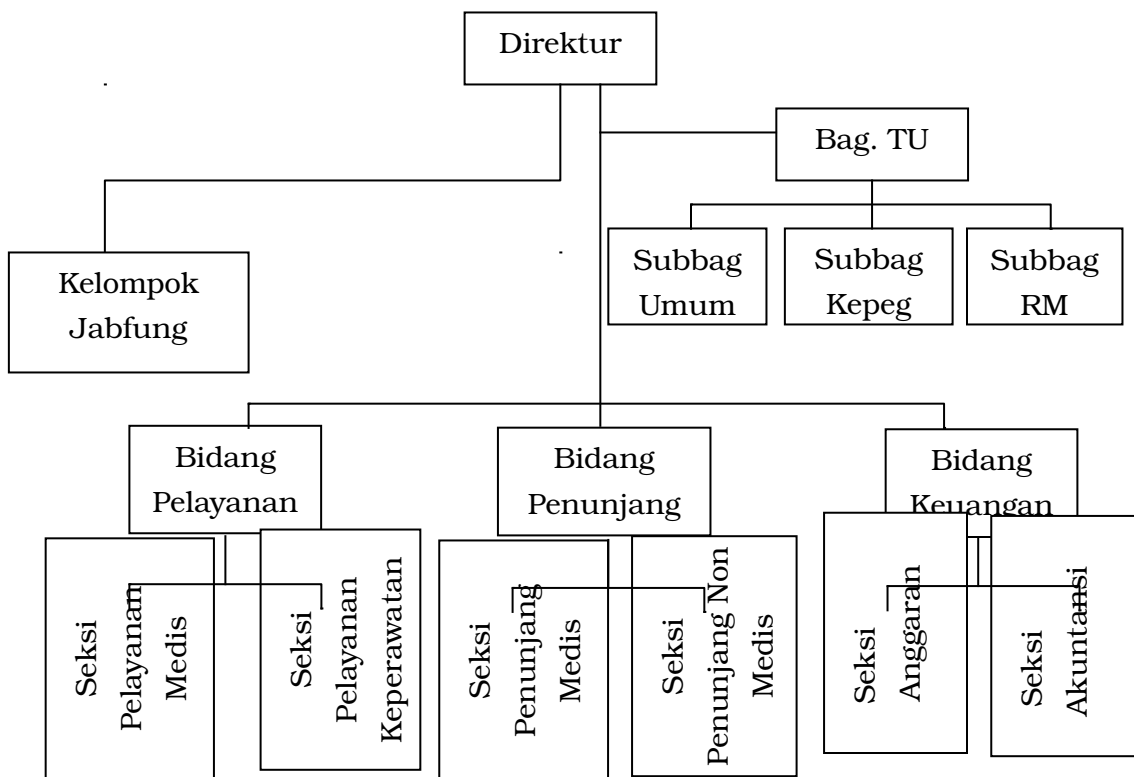 Direktur
Bag. TU
Kelompok
Jabfung
Subbag
Umum
Subbag
Kepeg
Subbag
RM
Bidang
Pelayanan
Bidang
Penunjang
Bidang
Keuangan
Seksi
Pelayanan
Medis
Seksi
Pelayanan
Keperawatan
Seksi
Penunjang
Medis
Seksi
Penunjang Non
Medis
Seksi
Anggaran
Seksi
Akuntansi